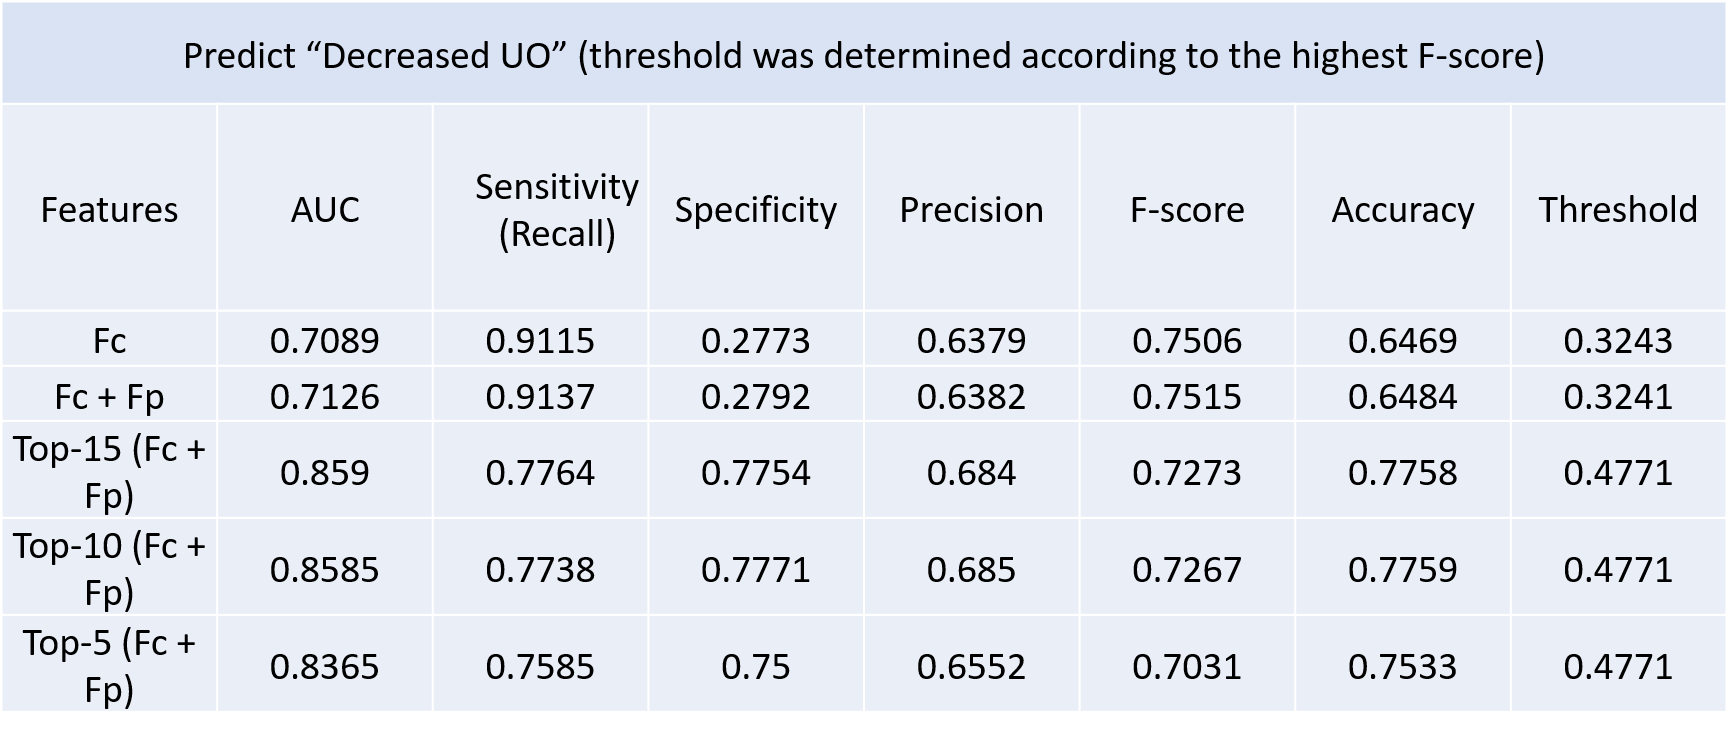 Predict “Decreased UO” (threshold was determined according to the highest F-score)
Features AUC Sensitivity (Recall) Specificity Precision F-score Accuracy Threshold
Fc 0.7089 0.9115 0.2773 0.6379 0.7506 0.6469 0.3243
Fc + Fp 0.7126 0.9137 0.2792 0.6382 0.7515 0.6484 0.3241
Top-15 (Fc + Fp) 0.859 0.7764 0.7754 0.684 0.7273 0.7758 0.4771
Top-10 (Fc + Fp) 0.8585 0.7738 0.7771 0.685 0.7267 0.7759 0.4771
Top-5 (Fc + Fp) 0.8365 0.7585 0.75 0.6552 0.7031 0.7533 0.4771